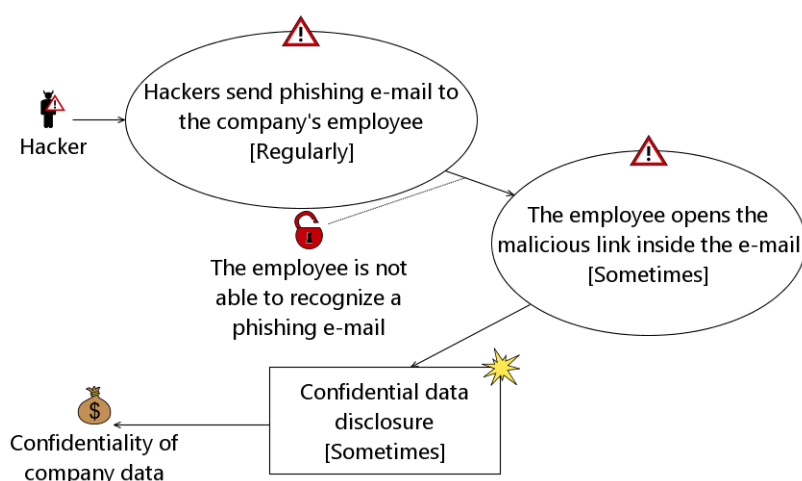 Hackers send phishing e-mail to
the company's employee
[Regularly]
Hacker
The employee opens the
malicious link inside the e-mail
[Sometimes]
The employee is not
able to recognize a
phishing e-mail
Confidential data
disclosure
[Sometimes]
$
Confidentiality of
company data